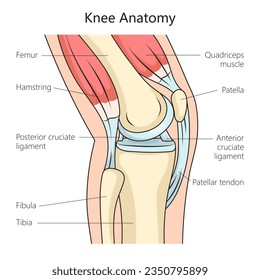 Knee Anatomy
Femur
Hamstring
Posterior cruciate
ligament
Fibula
Tibia
Quadriceps
muscle
Patella
Anterior
cruciate
ligament
Patellar tendon
shutterstock.com · 2350795899